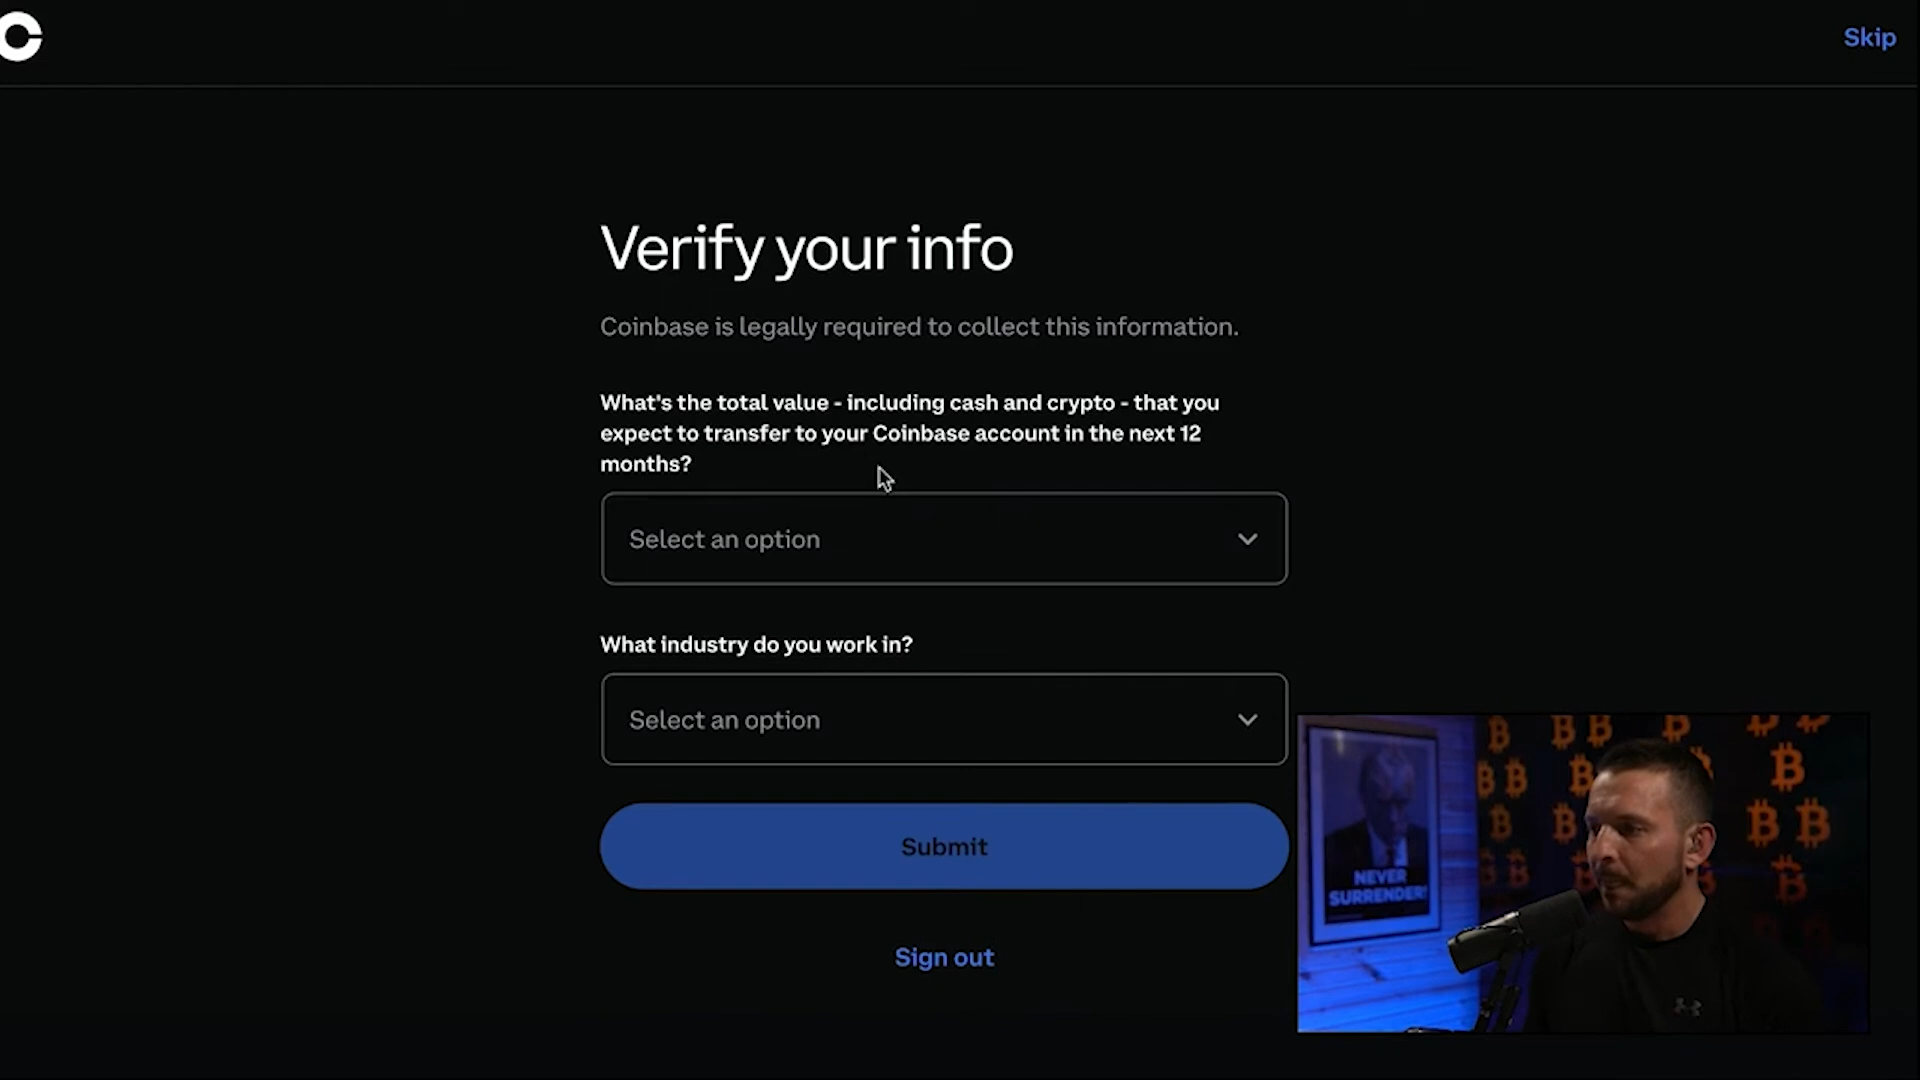 Skip
Verify your info
Coinbase is legally required to collect this information.
What's the total value - including cash and crypto - that you
expect to transfer to your Coinbase account in the next 12
months?
Select an option
What industry do you work in?
Select an option
Submit
Sign out
NEVER
SURRENDER!